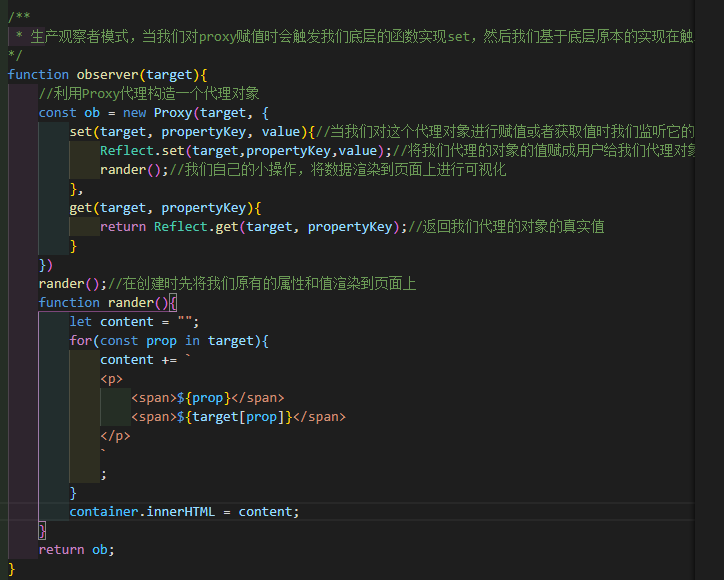 /**
 * 生产观察者模式，当我们对proxy赋值时会触发我们底层的函数实现set，然后我们基于底层原本的实现在触
*/
function observer(target){
    //利用Proxy代理构造一个代理对象
    const ob = new Proxy(target, {
        set(target, propertyKey, value){//当我们对这个代理对象进行赋值或者获取值时我们监听它的
            Reflect.set(target,propertyKey,value);//将我们代理的对象的值赋成用户给我们代理对象
            rander();//我们自己的小操作，将数据渲染到页面上进行可视化
        },
        get(target, propertyKey){
            return Reflect.get(target, propertyKey);//返回我们代理的对象的真实值
        }
    })
    rander();//在创建时先将我们原有的属性和值渲染到页面上
    function rander(){
        let content = "";
        for(const prop in target){
            content += `
            <p>
                <span>${prop}</span>
                <span>${target[prop]}</span>
            </p>
            `
            ;
        }
        container.innerHTML = content;
    }
    return ob;
}